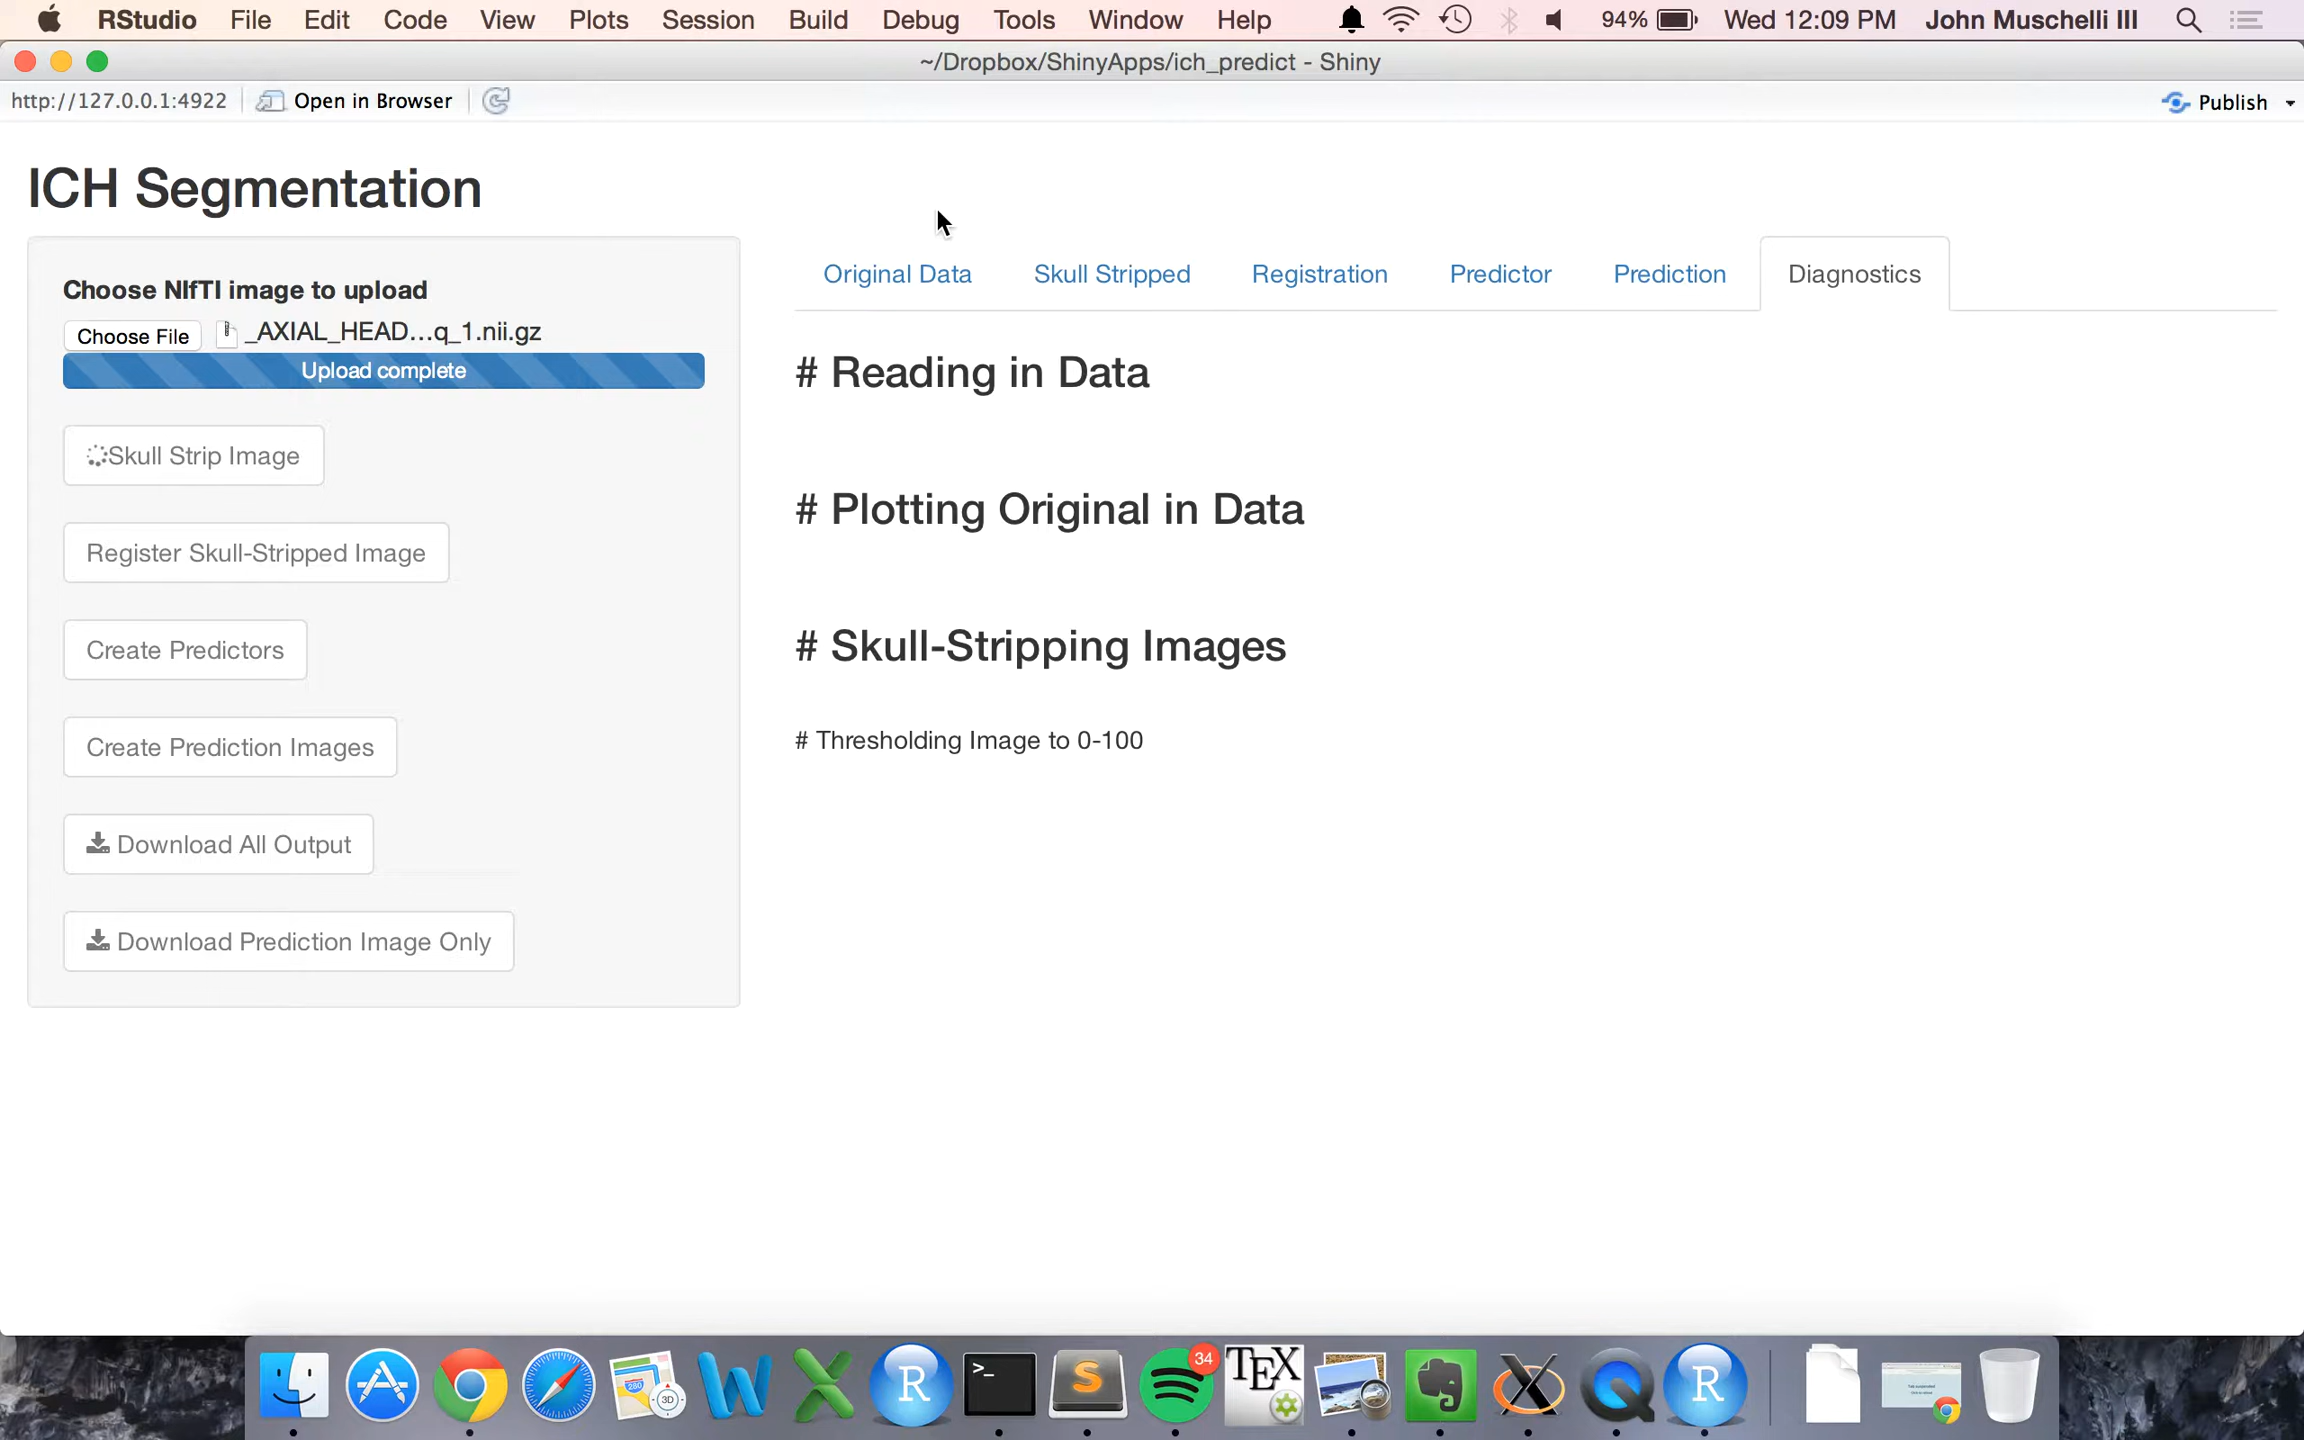 RStudio File Edit Code View Plots Session Build Debug Tools Window Help 94% Wed 12:09 PM John Muschelli III
~/Dropbox/ShinyApps/ich_predict - Shiny
http://127.0.0.1:4922 Open in Browser Publish
ICH Segmentation
Choose NIfTI image to upload
Choose File _AXIAL_HEAD...q_1.nii.gz
Upload complete
Skull Strip Image
Register Skull-Stripped Image
Create Predictors
Create Prediction Images
Download All Output
Download Prediction Image Only
Original Data Skull Stripped Registration Predictor Prediction Diagnostics
# Reading in Data
# Plotting Original in Data
# Skull-Stripping Images
# Thresholding Image to 0-100
280 3D W X R >_ S 34 TEX X R